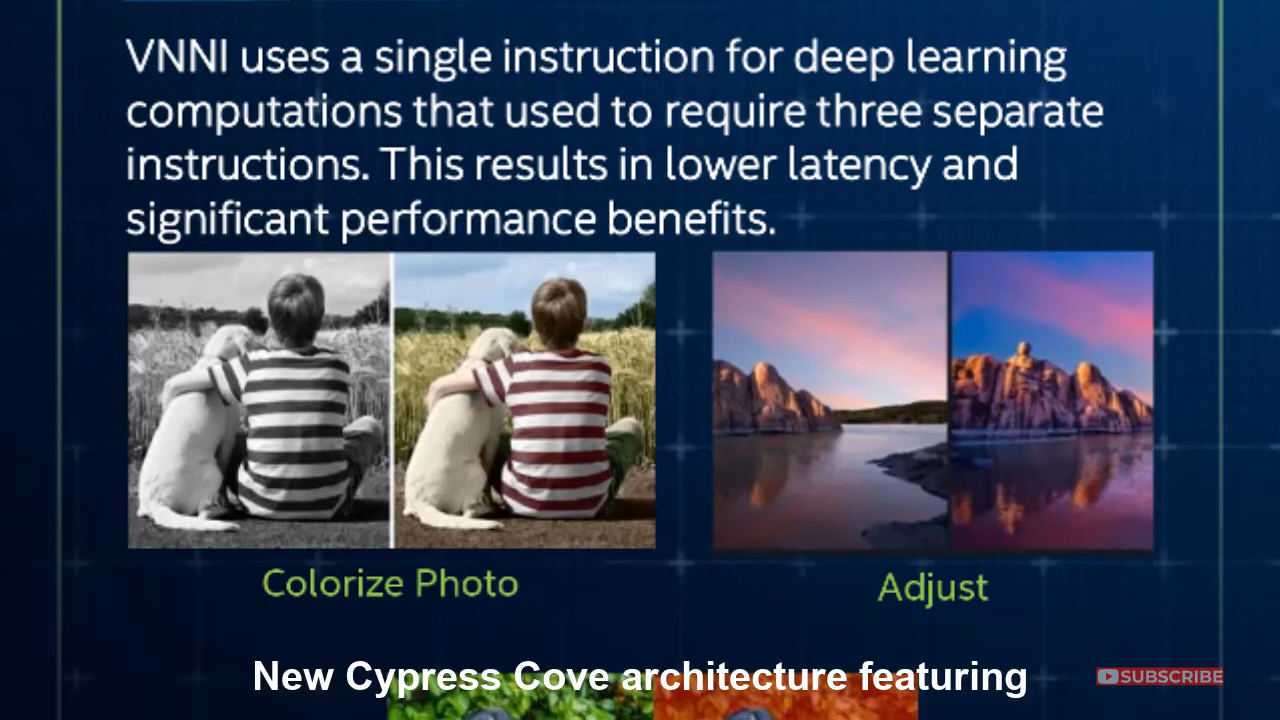 VNNI uses a single instruction for deep learning
computations that used to require three separate
instructions. This results in lower latency and
significant performance benefits.
Colorize Photo
Adjust
New Cypress Cove architecture featuring
SUBSCRIBE